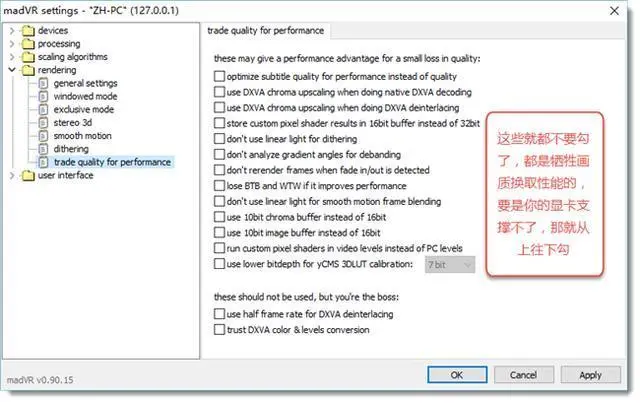 madVR settings - "ZH-PC" (127.0.0.1)
devices
processing
scaling algorithms
rendering
general settings
windowed mode
exclusive mode
stereo 3d
smooth motion
dithering
trade quality for performance
user interface
trade quality for performance
these may give a performance advantage for a small loss in quality:
optimize subtitle quality for performance instead of quality
use DXVA chroma upscaling when doing native DXVA decoding
use DXVA chroma upscaling when doing DXVA deinterlacing
store custom pixel shader results in 16bit buffer instead of 32bit
don't use linear light for dithering
don't analyze gradient angles for debanding
don't rerender frames when fade in/out is detected
lose BTB and WTW if it improves performance
don't use linear light for smooth motion frame blending
use 10bit chroma buffer instead of 16bit
use 10bit image buffer instead of 16bit
run custom pixel shaders in video levels instead of PC levels
use lower bitdepth for yCMS 3DLUT calibration: 7 bit
these should not be used, but you're the boss:
use half frame rate for DXVA deinterlacing
trust DXVA color & levels conversion
这些就都不要勾
了，都是牺牲画
质换取性能的，
要是你的显卡支
撑不了，那就从
上往下勾
madVR v0.90.15
OK Cancel Apply